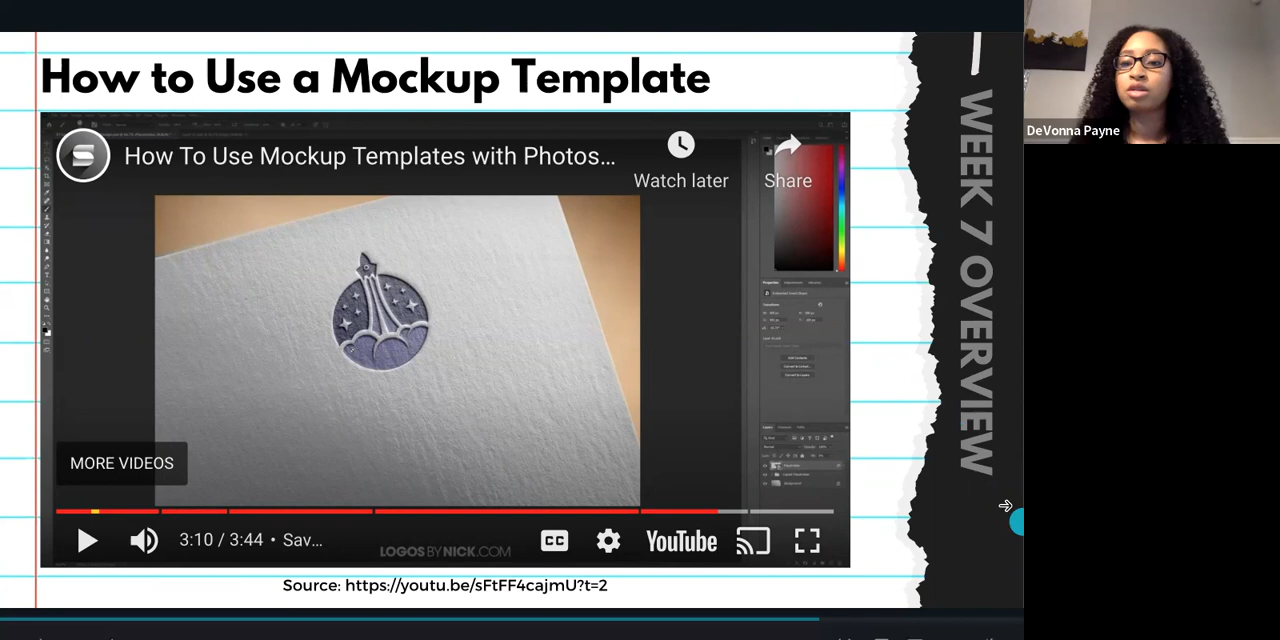 How to Use a Mockup Template
How To Use Mockup Templates with Photos...
Watch later
Share
MORE VIDEOS
3:10 / 3:44 • Sav...
CC
YouTube
LOGOSBYNICK.COM
Source: https://youtu.be/sFtFF4cajmU?t=2
WEEK 7 OVERVIEW
DeVonna Payne